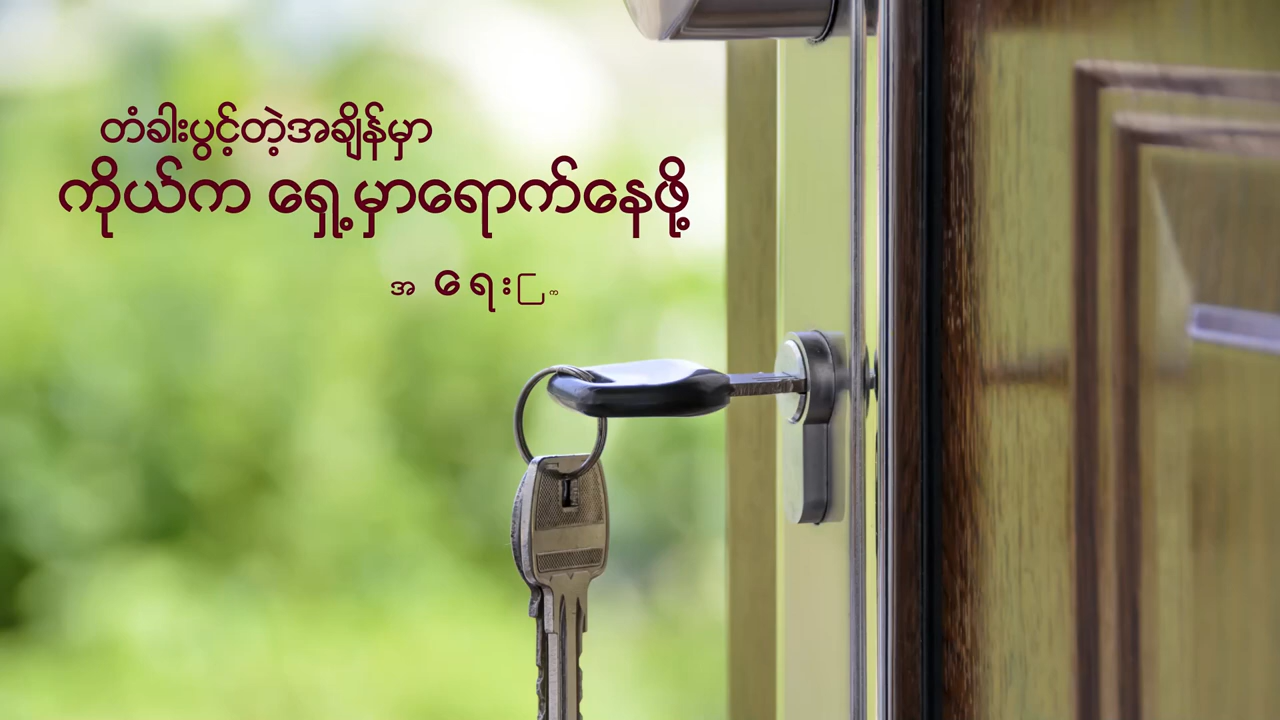 တံခါးပွင့်တဲ့အချိန်မှာ
ကိုယ်က ရှေ့မှာရောက်နေဖို့
အ ရေး